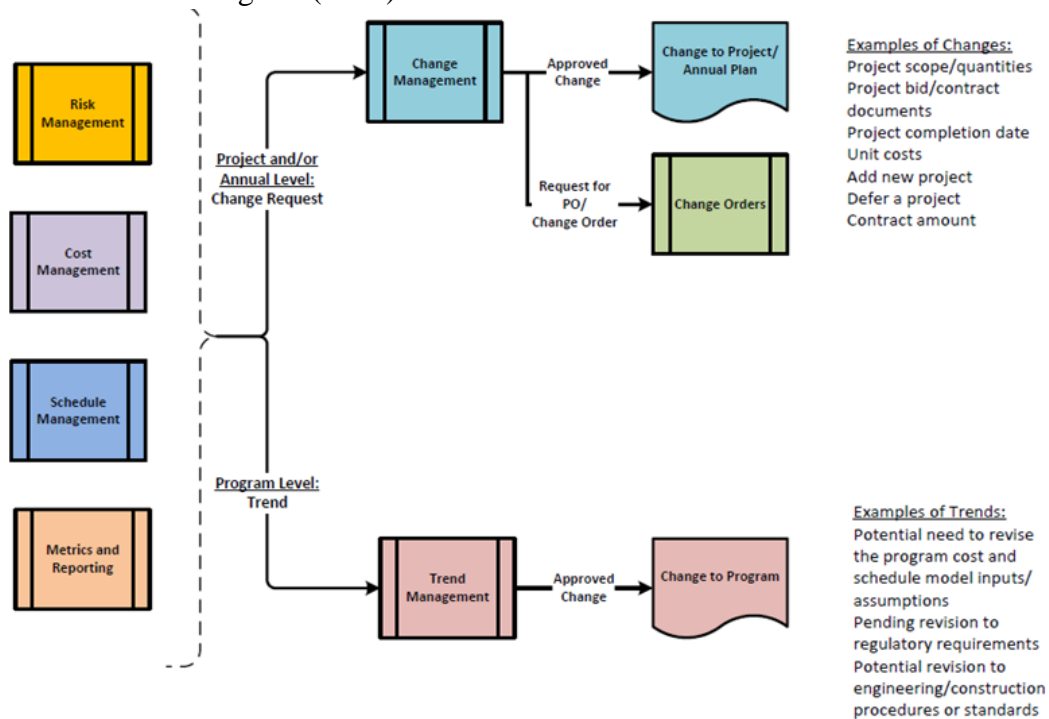 Risk
Management
Cost
Management
Schedule
Management
Metrics and
Reporting
Project and/or
Annual Level:
Change Request
Program Level:
Trend
Change
Management
Approved
Change
Change to Project/
Annual Plan
Request for
PO/
Change Order
Change Orders
Trend
Management
Approved
Change
Change to Program
Examples of Changes:
Project scope/quantities
Project bid/contract
documents
Project completion date
Unit costs
Add new project
Defer a project
Contract amount
Examples of Trends:
Potential need to revise
the program cost and
schedule model inputs/
assumptions
Pending revision to
regulatory requirements
Potential revision to
engineering/construction
procedures or standards